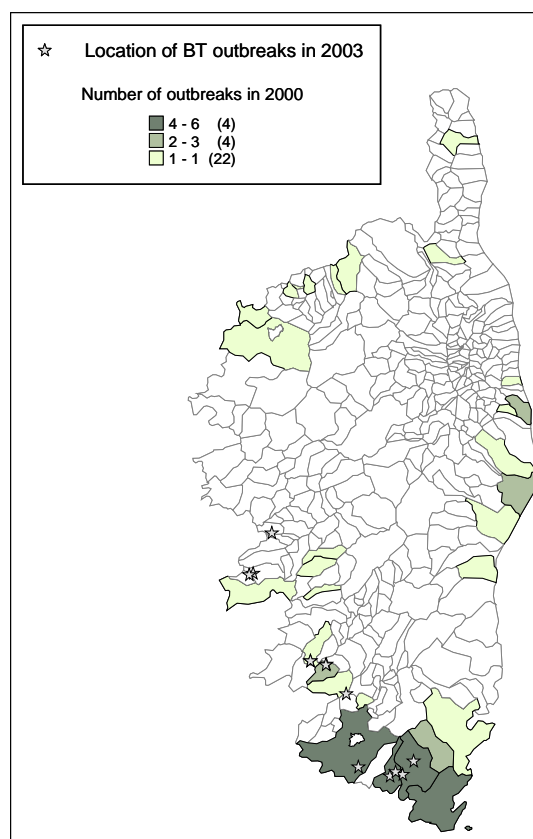 Location of BT outbreaks in 2003
Number of outbreaks in 2000
4 - 6 (4)
2 - 3 (4)
1 - 1 (22)